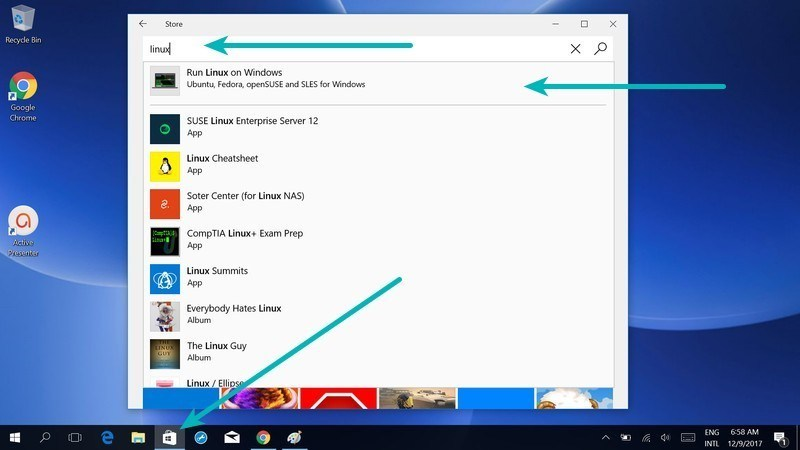 Recycle Bin
Google
Chrome
Active
Presenter
Store
linux
Run Linux on Windows
Ubuntu, Fedora, openSUSE and SLES for Windows
SUSE Linux Enterprise Server 12
App
Linux Cheatsheet
App
Soter Center (for Linux NAS)
App
CompTIA Linux+ Exam Prep
App
Linux Summits
App
Everybody Hates Linux
Album
The Linux Guy
Album
Linux / Ellipse
ENG
INTL
6:58 AM
12/9/2017
1